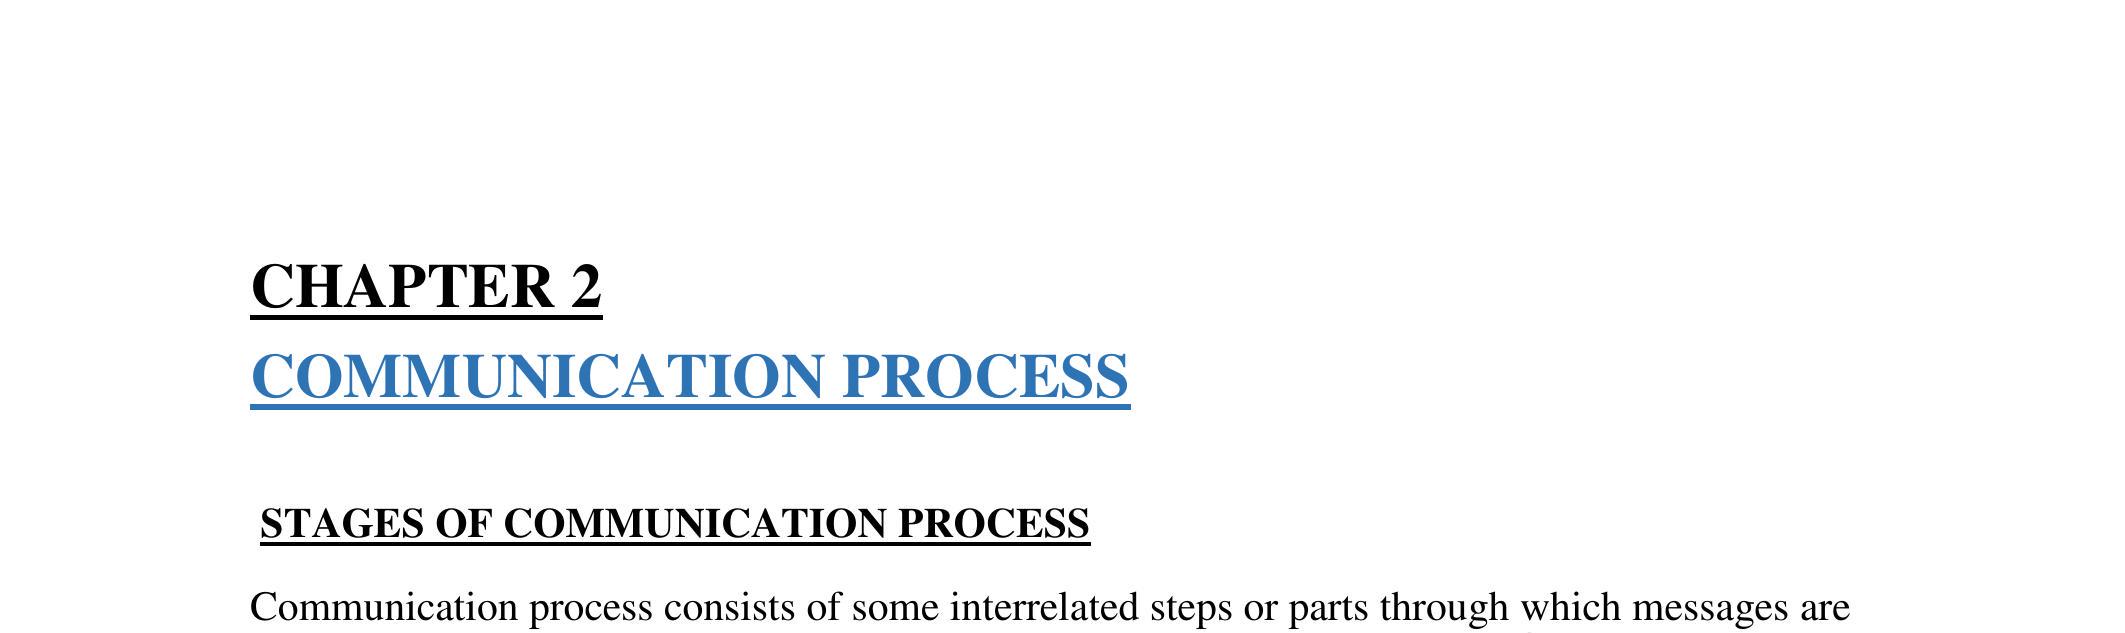 CHAPTER 2
COMMUNICATION PROCESS
STAGES OF COMMUNICATION PROCESS
Communication process consists of some interrelated steps or parts through which messages are